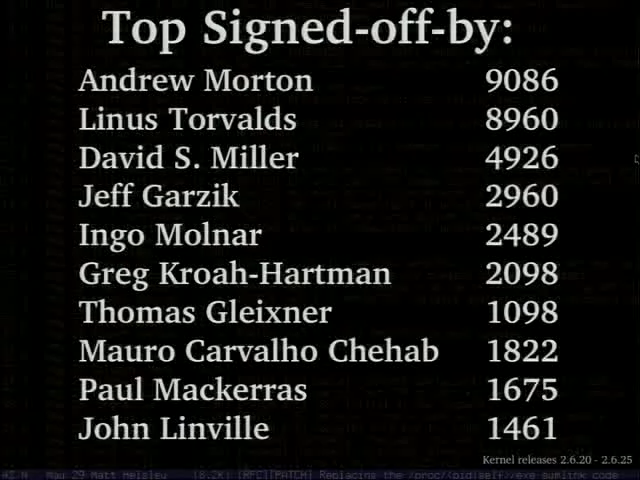 Top Signed-off-by:
Andrew Morton 9086
Linus Torvalds 8960
David S. Miller 4926
Jeff Garzik 2960
Ingo Molnar 2489
Greg Kroah-Hartman 2098
Thomas Gleixner 1098
Mauro Carvalho Chehab 1822
Paul Mackerras 1675
John Linville 1461
Kernel releases 2.6.20 - 2.6.25
May 29 Matt Helsley (8.2K) [RFC][PATCH] Replacing the /proc/<pid|self>/exe symlink code